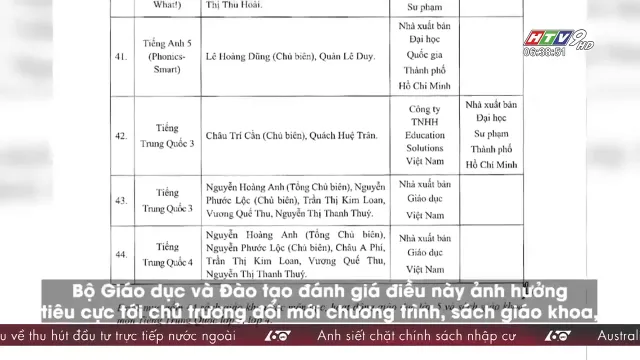 What!)
Thị Thu Hoài.
Sư phạm
HTV9 HD
06:38:51
41.
Tiếng Anh 5
(Phonics-
Smart)
Lê Hoàng Dũng (Chủ biên), Quản Lê Duy.
Nhà xuất bản
Đại học
Quốc gia
Thành phố
Hồ Chí Minh
42.
Tiếng
Trung Quốc 3
Châu Trí Cần (Chủ biên), Quách Huệ Trân.
Công ty
TNHH
Education
Solutions
Việt Nam
Nhà xuất bản
Đại học
Sư phạm
Thành phố
Hồ Chí Minh
43.
Tiếng
Trung Quốc 3
Nguyễn Hoàng Anh (Tổng Chủ biên), Nguyễn
Phước Lộc (Chủ biên), Trần Thị Kim Loan,
Vương Quế Thu, Nguyễn Thị Thanh Thuý.
Nhà xuất bản
Giáo dục
Việt Nam
44.
Tiếng
Trung Quốc 4
Nguyễn Hoàng Anh (Tổng Chủ biên),
Nguyễn Phước Lộc (Chủ biên), Châu A Phí,
Trần Thị Kim Loan, Vương Quế Thu,
Nguyễn Thị Thanh Thuý.
Nhà xuất bản
Giáo dục
Việt Nam
Bộ Giáo dục và Đào tạo đánh giá điều này ảnh hưởng
tiêu cực tới chủ trương đổi mới chương trình, sách giáo khoa,
u về thu hút đầu tư trực tiếp nước ngoài
Anh siết chặt chính sách nhập cư
Austral